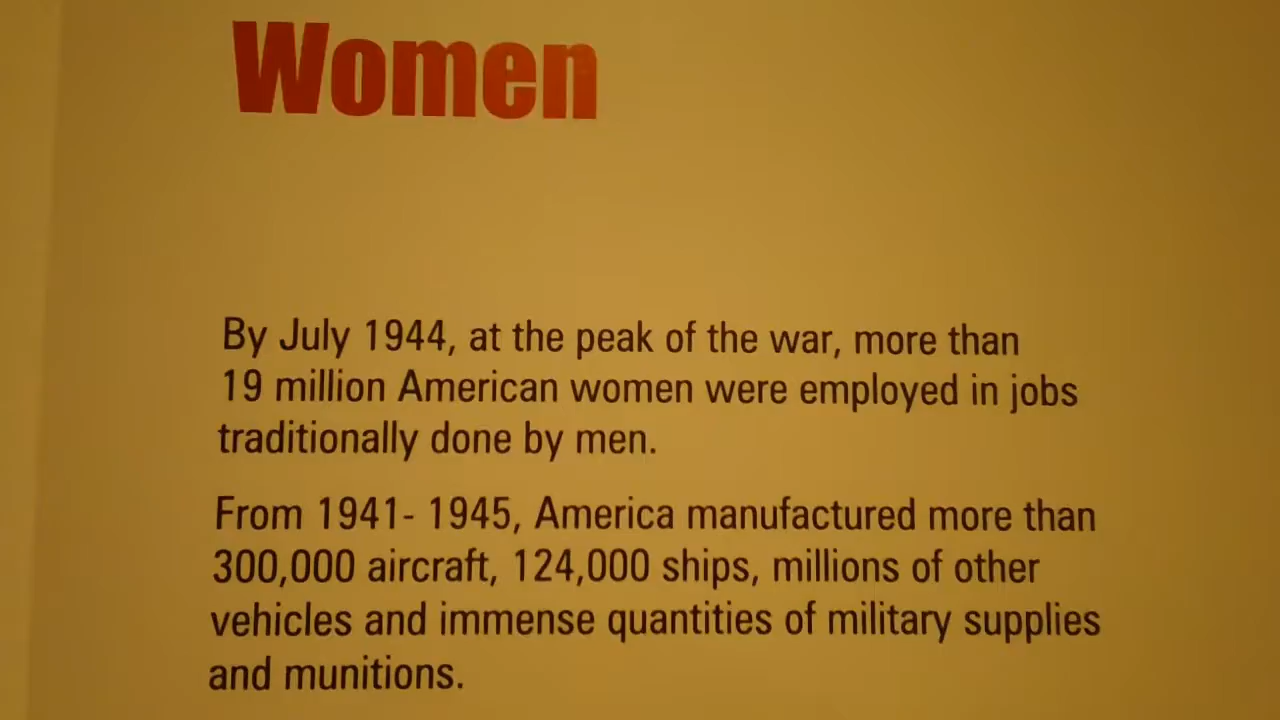 Women
By July 1944, at the peak of the war, more than
19 million American women were employed in jobs
traditionally done by men.
From 1941- 1945, America manufactured more than
300,000 aircraft, 124,000 ships, millions of other
vehicles and immense quantities of military supplies
and munitions.